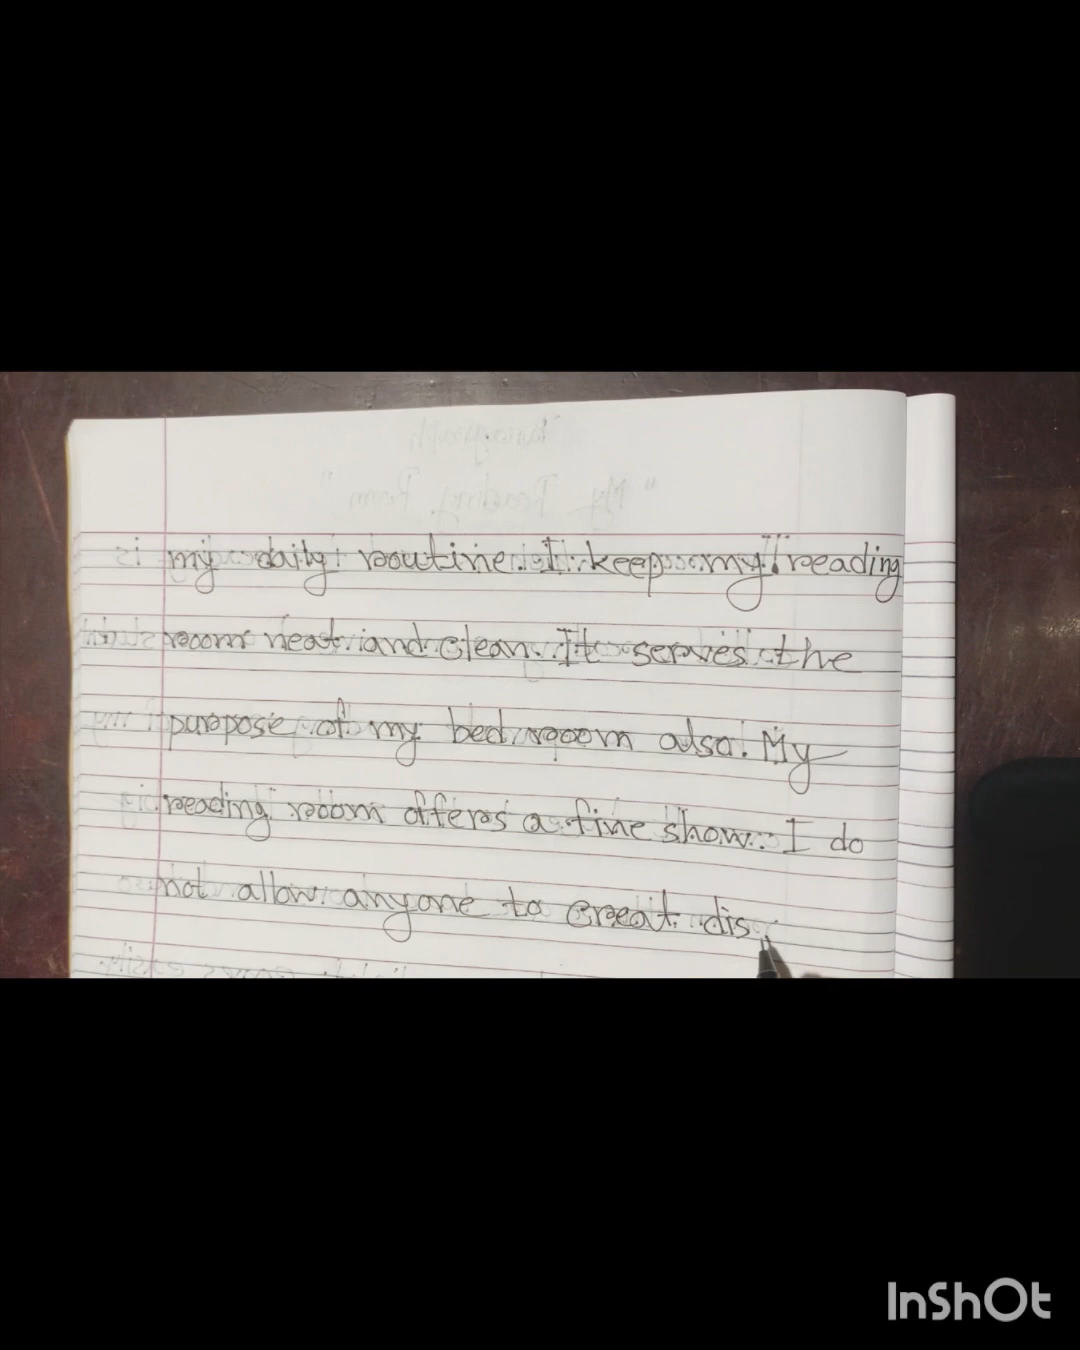 my daily routine. I keep my reading
room neat and clean. It serves the
purpose of my bed room also. My
reading room offers a fine show. I do
not allow anyone to creat dis
InShOt